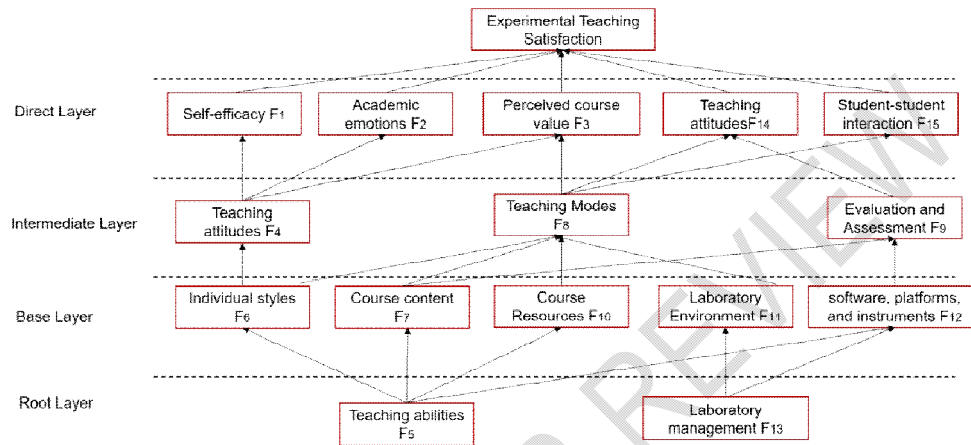 Experimental Teaching
Satisfaction
Direct Layer
Self-efficacy F1
Academic
emotions F2
Perceived course
value F3
Teaching
attitudesF14
Student-student
interaction F15
Intermediate Layer
Teaching
attitudes F4
Teaching Modes
F8
Evaluation and
Assessment F9
Base Layer
Individual styles
F6
Course content
F7
Course
Resources F10
Laboratory
Environment F11
software, platforms,
and instruments F12
Root Layer
Teaching abilities
F5
Laboratory
management F13
REVIEW